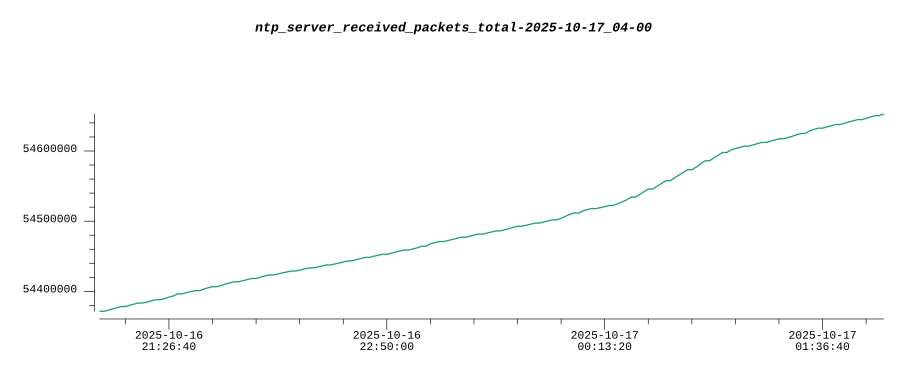 ntp_server_received_packets_total-2025-10-17_04-00
54600000
54500000
54400000
2025-10-16 2025-10-16 2025-10-17 2025-10-17
21:26:40 22:50:00 00:13:20 01:36:40